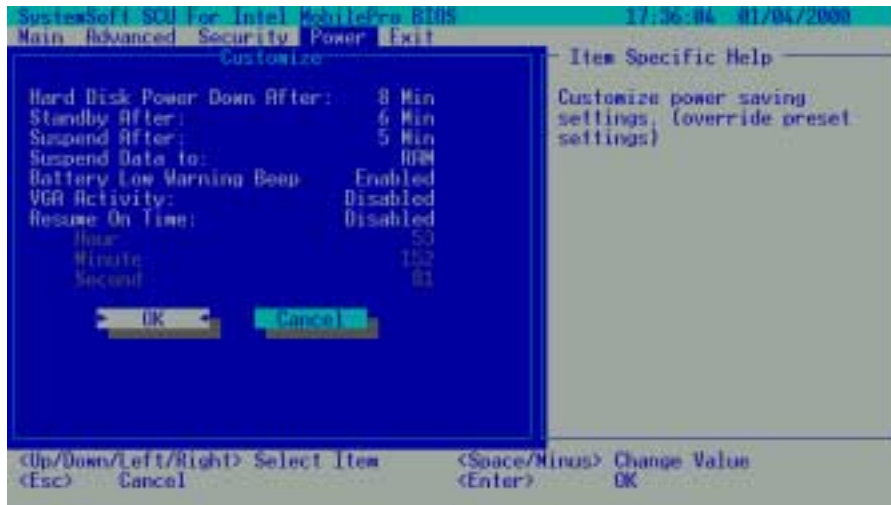 SystemSoft SCU For Intel MobilePro BIOS 17:36:04 01/04/2000
Main Advanced Security Power Exit
Customize
Hard Disk Power Down After: 8 Min
Standby After: 6 Min
Suspend After: 5 Min
Suspend Data to: RAM
Battery Low Warning Beep Enabled
VGA Activity: Disabled
Resume On Time: Disabled
Hour 53
Minute 152
Second 81
OK Cancel
Item Specific Help
Customize power saving
settings, (override preset
settings)
<Up/Down/Left/Right> Select Item <Space/Minus> Change Value
<Esc> Cancel <Enter> OK